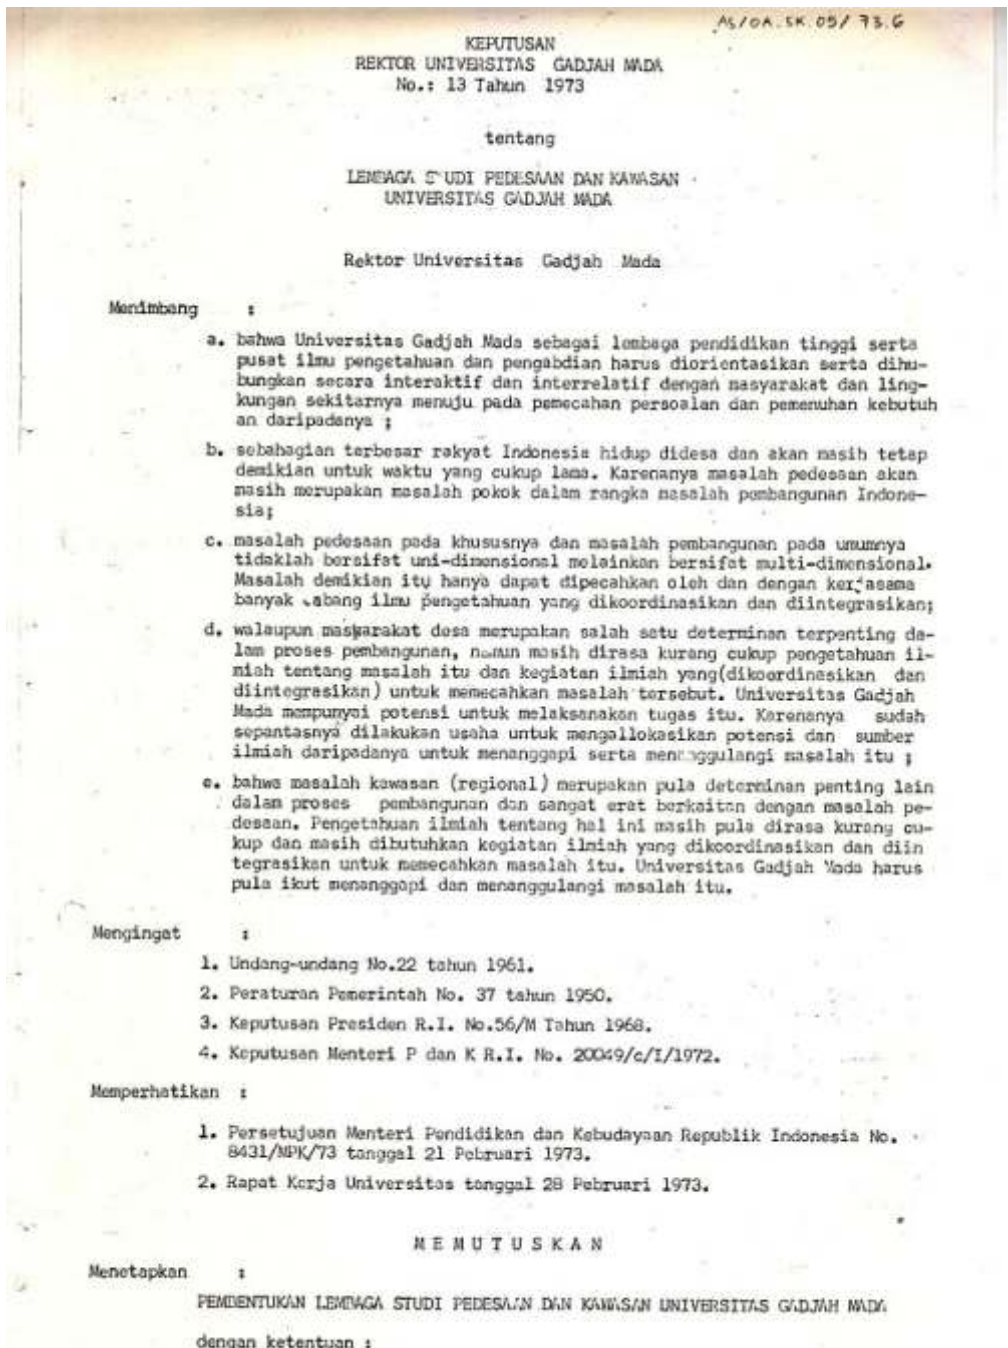 AS/OA.SK.05/73.6
KEPUTUSAN
REKTOR UNIVERSITAS GADJAH MADA
No.: 13 Tahun 1973
tentang
LEMBAGA STUDI PEDESAAN DAN KAWASAN
UNIVERSITAS GADJAH MADA
Rektor Universitas Gadjah Mada
Menimbang :
a. bahwa Universitas Gadjah Mada sebagai lembaga pendidikan tinggi serta
pusat ilmu pengetahuan dan pengabdian harus diorientasikan serta dihu-
bungkan secara interaktif dan interrelatif dengan masyarakat dan ling-
kungan sekitarnya menuju pada pemecahan persoalan dan pemenuhan kebutuh
an daripadanya ;
b. sebahagian terbesar rakyat Indonesia hidup didesa dan akan masih tetap
demikian untuk waktu yang cukup lama. Karenanya masalah pedesaan akan
masih merupakan masalah pokok dalam rangka masalah pembangunan Indone-
sia;
c. masalah pedesaan pada khususnya dan masalah pembangunan pada umumnya
tidaklah bersifat uni-dimensional melainkan bersifat multi-dimensional.
Masalah demikian itu hanya dapat dipecahkan oleh dan dengan kerjasama
banyak cabang ilmu pengetahuan yang dikoordinasikan dan diintegrasikan;
d. walaupun masyarakat desa merupakan salah satu determinan terpenting da-
lam proses pembangunan, namun masih dirasa kurang cukup pengetahuan il-
miah tentang masalah itu dan kegiatan ilmiah yang(dikoordinasikan dan
diintegrasikan) untuk memecahkan masalah tersebut. Universitas Gadjah
Mada mempunyai potensi untuk melaksanakan tugas itu. Karenanya sudah
sepantasnya dilakukan usaha untuk mengallokasikan potensi dan sumber
ilmiah daripadanya untuk menanggapi serta menanggulangi masalah itu ;
e. bahwa masalah kawasan (regional) merupakan pula determinan penting lain
dalam proses pembangunan dan sangat erat berkaitan dengan masalah pe-
desaan. Pengetahuan ilmiah tentang hal ini masih pula dirasa kurang cu-
kup dan masih dibutuhkan kegiatan ilmiah yang dikoordinasikan dan diin
tegrasikan untuk memecahkan masalah itu. Universitas Gadjah Mada harus
pula ikut menanggapi dan menanggulangi masalah itu.
Mengingat :
1. Undang-undang No.22 tahun 1961.
2. Peraturan Pemerintah No. 37 tahun 1950.
3. Keputusan Presiden R.I. No.56/M Tahun 1968.
4. Keputusan Menteri P dan K R.I. No. 20049/c/I/1972.
Memperhatikan :
1. Persetujuan Menteri Pendidikan dan Kebudayaan Republik Indonesia No.
8431/MPK/73 tanggal 21 Pebruari 1973.
2. Rapat Kerja Universitas tanggal 28 Pebruari 1973.
M E M U T U S K A N
Menetapkan :
PEMBENTUKAN LEMBAGA STUDI PEDESAAN DAN KAWASAN UNIVERSITAS GADJAH MADA
dengan ketentuan :